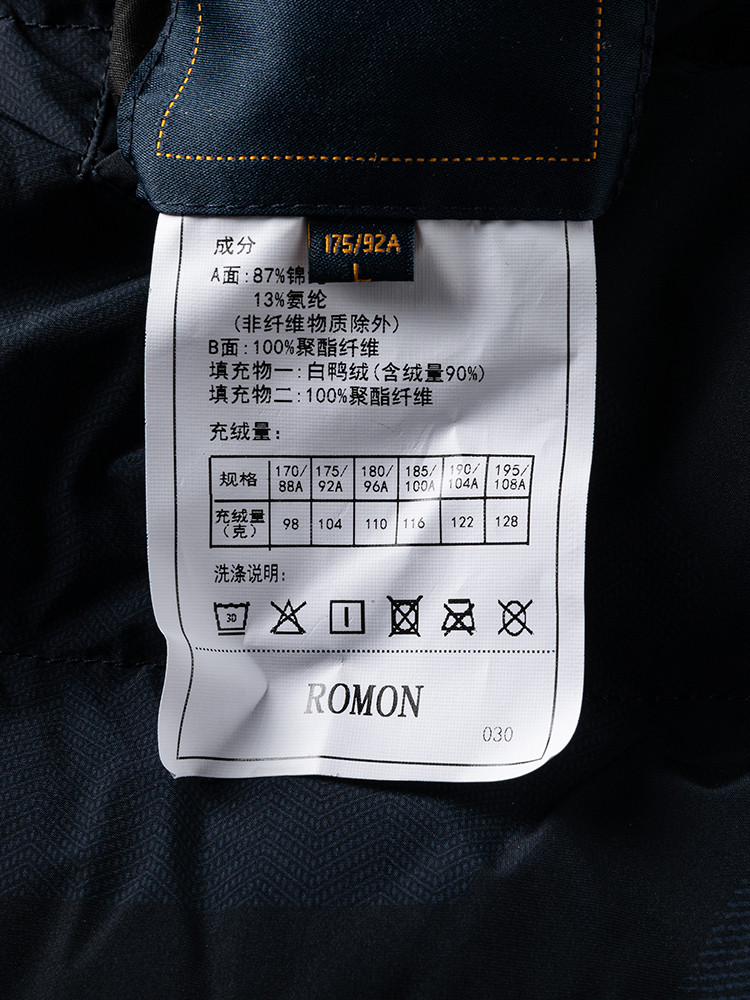 175/92A
L
成分
A面:87%锦
13%氨纶
(非纤维物质除外)
B面:100%聚酯纤维
填充物一:白鸭绒(含绒量90%)
填充物二:100%聚酯纤维
充绒量:
规格 170/88A 175/92A 180/96A 185/100A 190/104A 195/108A
充绒量(克) 98 104 110 116 122 128
洗涤说明:
30
ROMON
030